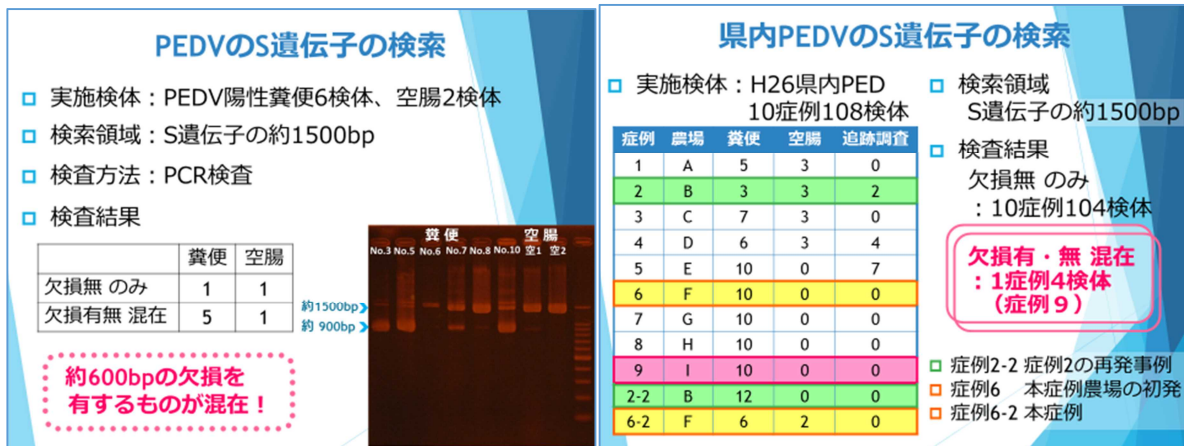 PEDVのS遺伝子の検索
実施検体：PEDV陽性糞便6検体、空腸2検体
検索領域：S遺伝子の約1500bp
検査方法：PCR検査
検査結果
糞便 空腸
欠損無 のみ 1 1
欠損有無 混在 5 1
約600bpの欠損を
有するものが混在！
糞便 空腸
No.3 No.5 No.6 No.7 No.8 No.10 空1 空2
約1500bp
約 900bp
県内PEDVのS遺伝子の検索
実施検体：H26県内PED
10症例108検体
症例 農場 糞便 空腸 追跡調査
1 A 5 3 0
2 B 3 3 2
3 C 7 3 0
4 D 6 3 4
5 E 10 0 7
6 F 10 0 0
7 G 10 0 0
8 H 10 0 0
9 I 10 0 0
2-2 B 12 0 0
6-2 F 6 2 0
検索領域
S遺伝子の約1500bp
検査結果
欠損無 のみ
：10症例104検体
欠損有・無 混在
：1症例4検体
（症例９）
症例2-2 症例2の再発事例
症例6 本症例農場の初発
症例6-2 本症例